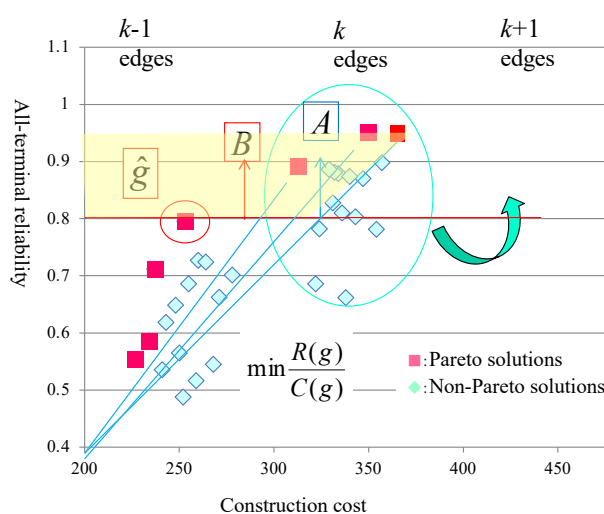 k-1
edges
k
edges
k+1
edges
1.1
1
0.9
0.8
0.7
0.6
0.5
0.4
200
250
300
350
400
450
All-terminal reliability
Construction cost
B
A
ĝ
min R(g)
C(g)
:Pareto solutions
:Non-Pareto solutions